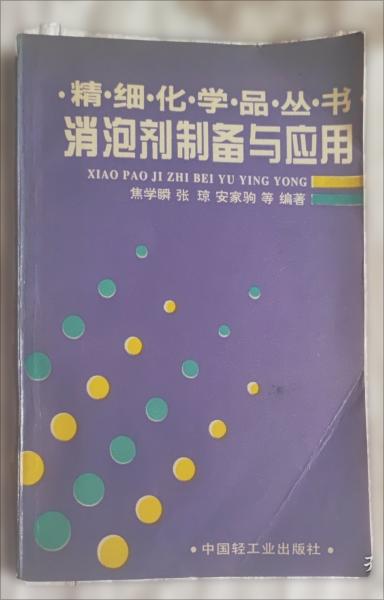 ·精·细·化·学·品·丛·书·
消泡剂制备与应用
XIAO PAO JI ZHI BEI YU YING YONG
焦学瞬 张 琼 安家驹 等 编著
·中国轻工业出版社·